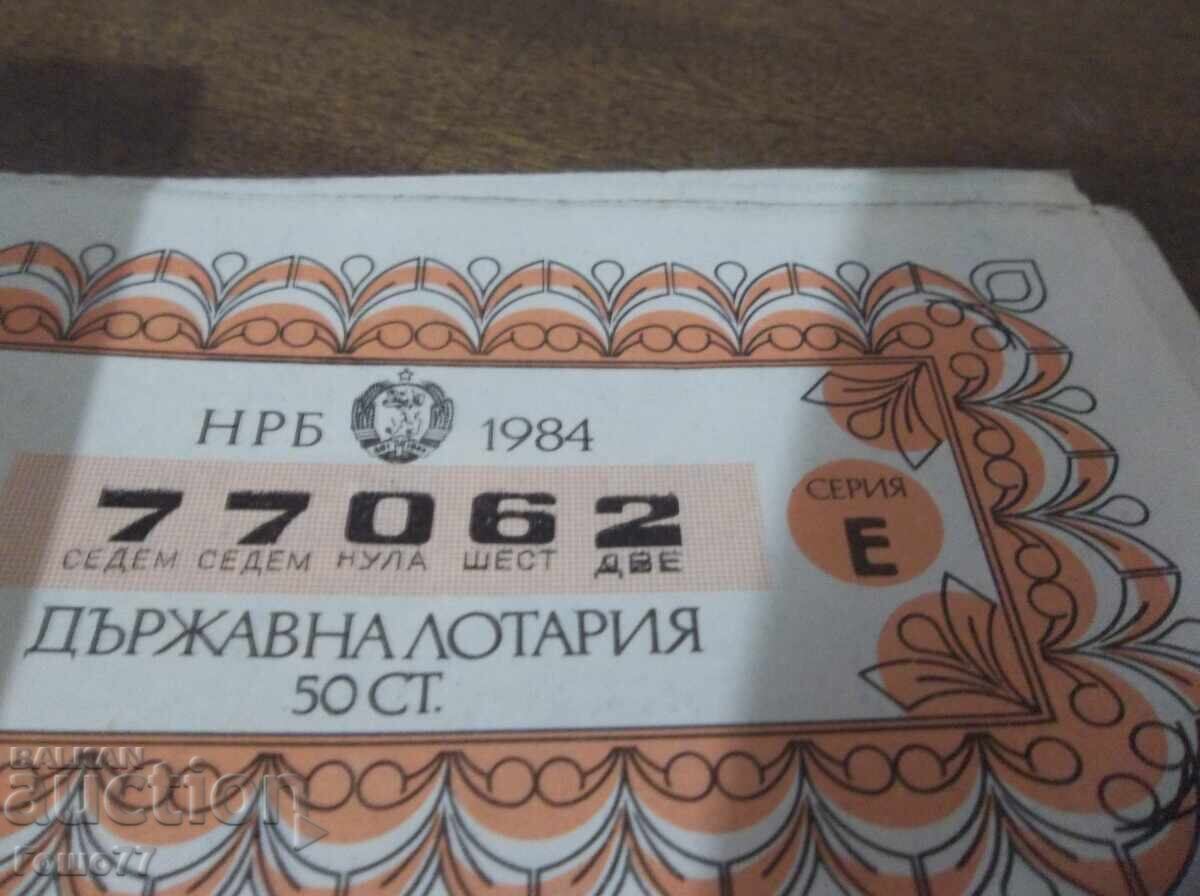 НРБ 1984
77062
СЕДЕМ СЕДЕМ НУЛА ШЕСТ ДВЕ
СЕРИЯ
Е
ДЪРЖАВНА ЛОТАРИЯ
50 СТ.
BALKAN
auction
Гошо77